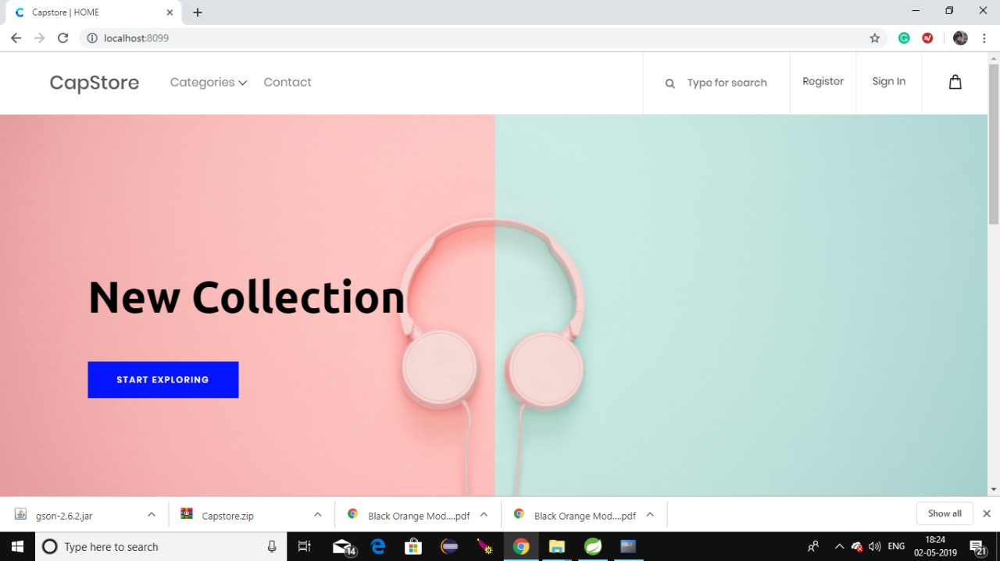 Capstore | HOME
localhost:8099
CapStore Categories Contact Type for search Register Sign In
New Collection
START EXPLORING
gson-2.6.2.jar Capstore.zip Black Orange Mod....pdf Black Orange Mod....pdf Show all
Type here to search 14 ENG 18:24
02-05-2019 21